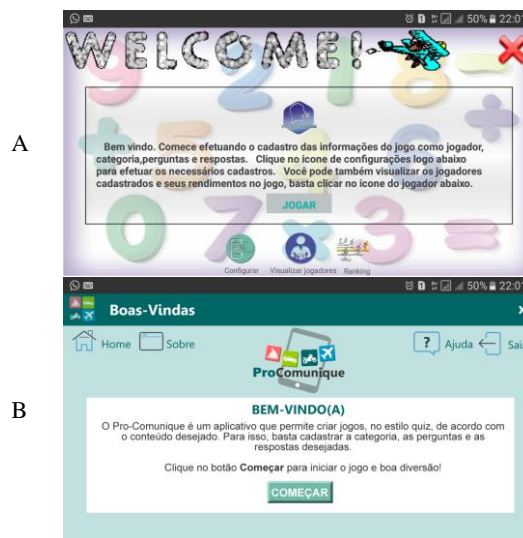 A
50% 22:0
WELCOME!
Bem vindo. Comece efetuando o cadastro das informações do jogo como jogador,
categoria,perguntas e respostas. Clique no icone de configurações logo abaixo
para efetuar os necessários cadastros. Você pode também visualizar os jogadores
cadastrados e seus rendimentos no jogo, basta clicar no icone do jogador abaixo.
JOGAR
Configurar Visualizar jogadores Ranking
B
50% 22:0
Boas-Vindas
Home Sobre ? Ajuda Sai
ProComunique
BEM-VINDO(A)
O Pro-Comunique é um aplicativo que permite criar jogos, no estilo quiz, de acordo com
o conteúdo desejado. Para isso, basta cadastrar a categoria, as perguntas e as
respostas desejadas.
Clique no botão Começar para iniciar o jogo e boa diversão!
COMEÇAR